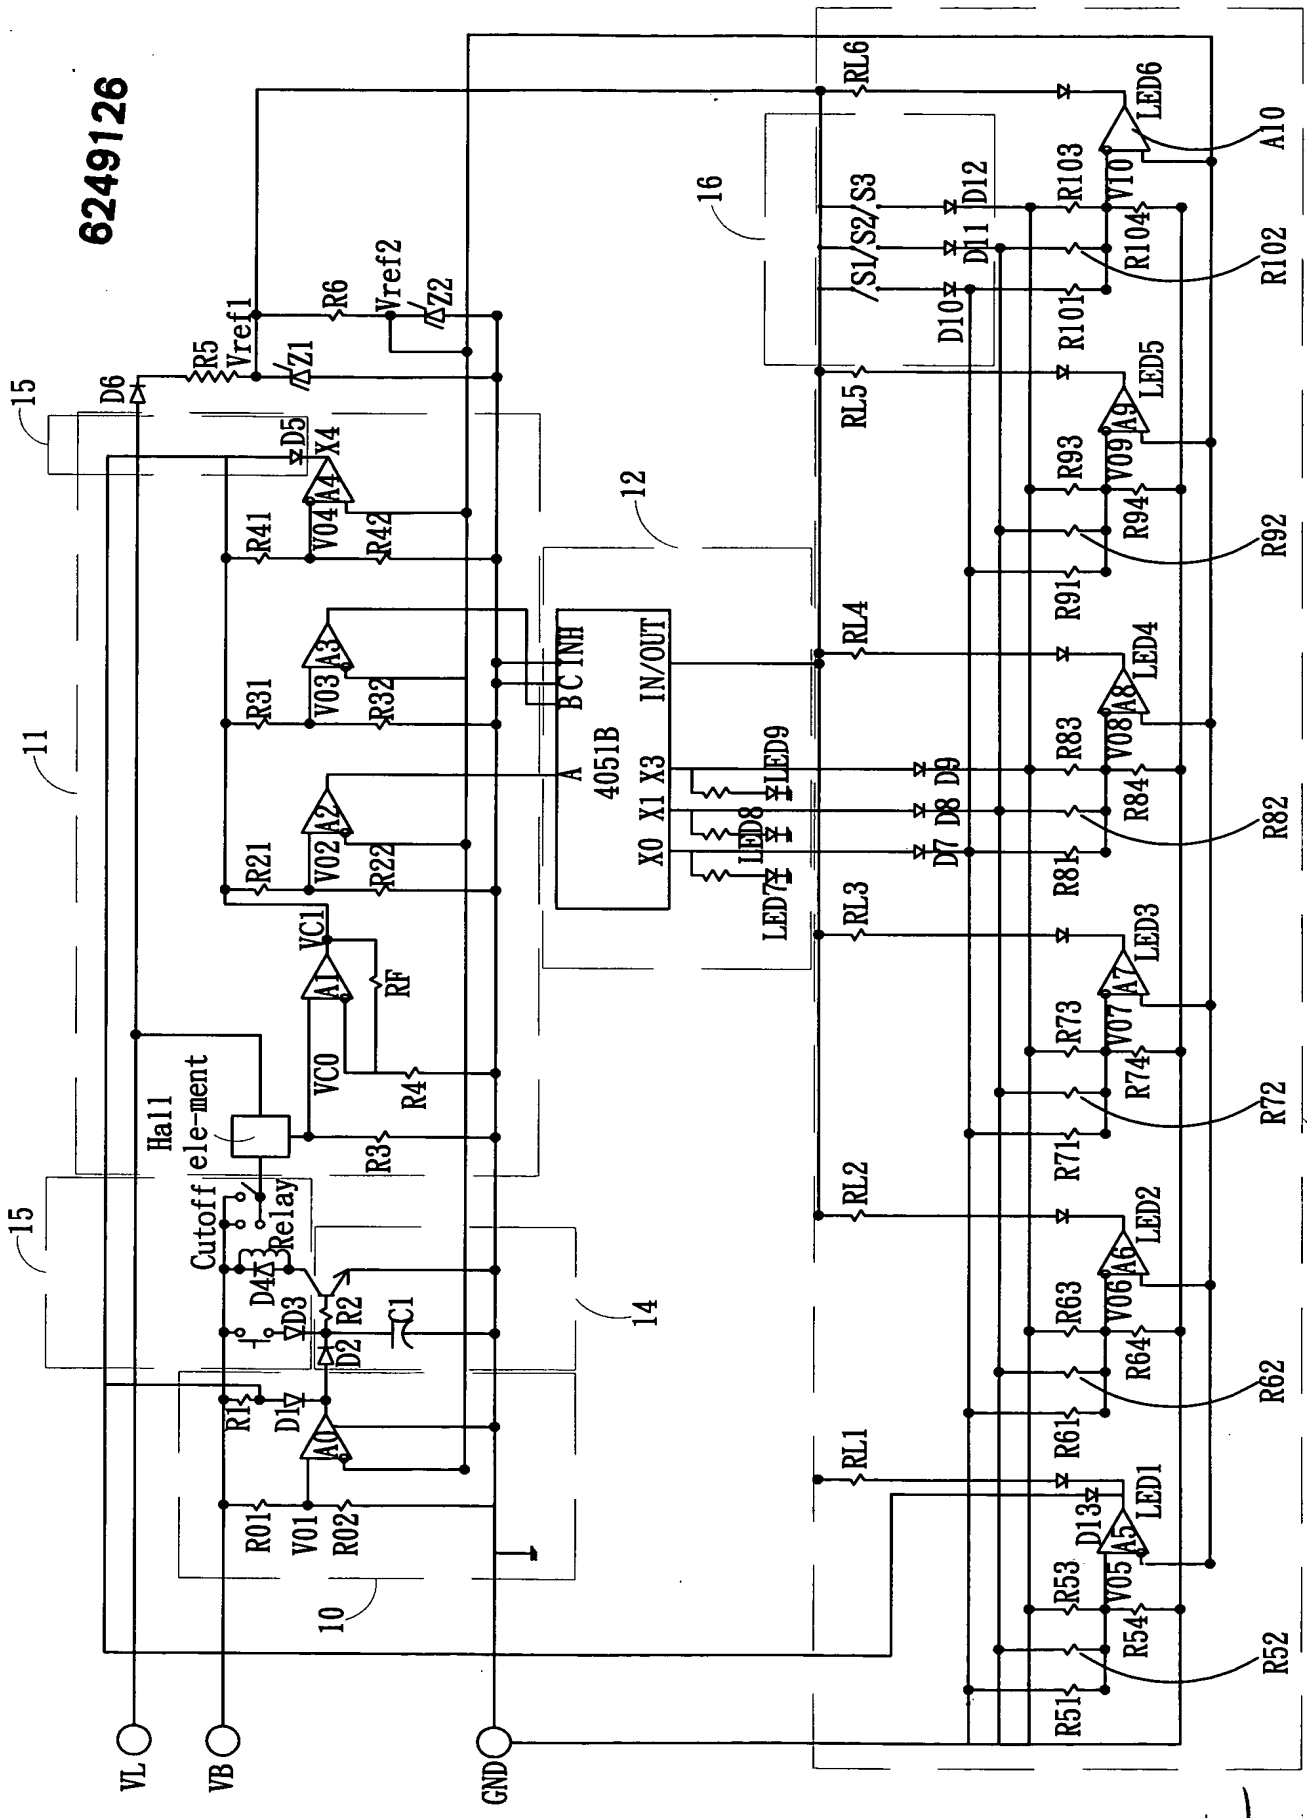 6249126
15
11
15
VL
VB
GND
D6
R5
Vref1
Z1
R6
Vref2
Z2
Cutoff
Relay
Hall
ele-ment
D4
D3
R2
D2
C1
14
R1
D1
A0
R01
V01
R02
10
R3
VC0
R4
A1
VC1
RF
R21
V02
R22
A2
R31
V03
R32
A3
R41
V04
R42
A4
D5
X4
12
A
B
C
INH
4051B
X0
X1
X3
IN/OUT
LED7
LED8
LED9
D7
D8
D9
16
S1
S2
S3
D10
D11
D12
RL1
RL2
RL3
RL4
RL5
RL6
R51
R52
R53
R54
V05
A5
D13
LED1
R61
R62
R63
R64
V06
A6
LED2
R71
R72
R73
R74
V07
A7
LED3
R81
R82
R83
R84
V08
A8
LED4
R91
R92
R93
R94
V09
A9
LED5
R101
R102
R103
R104
V10
A10
LED6